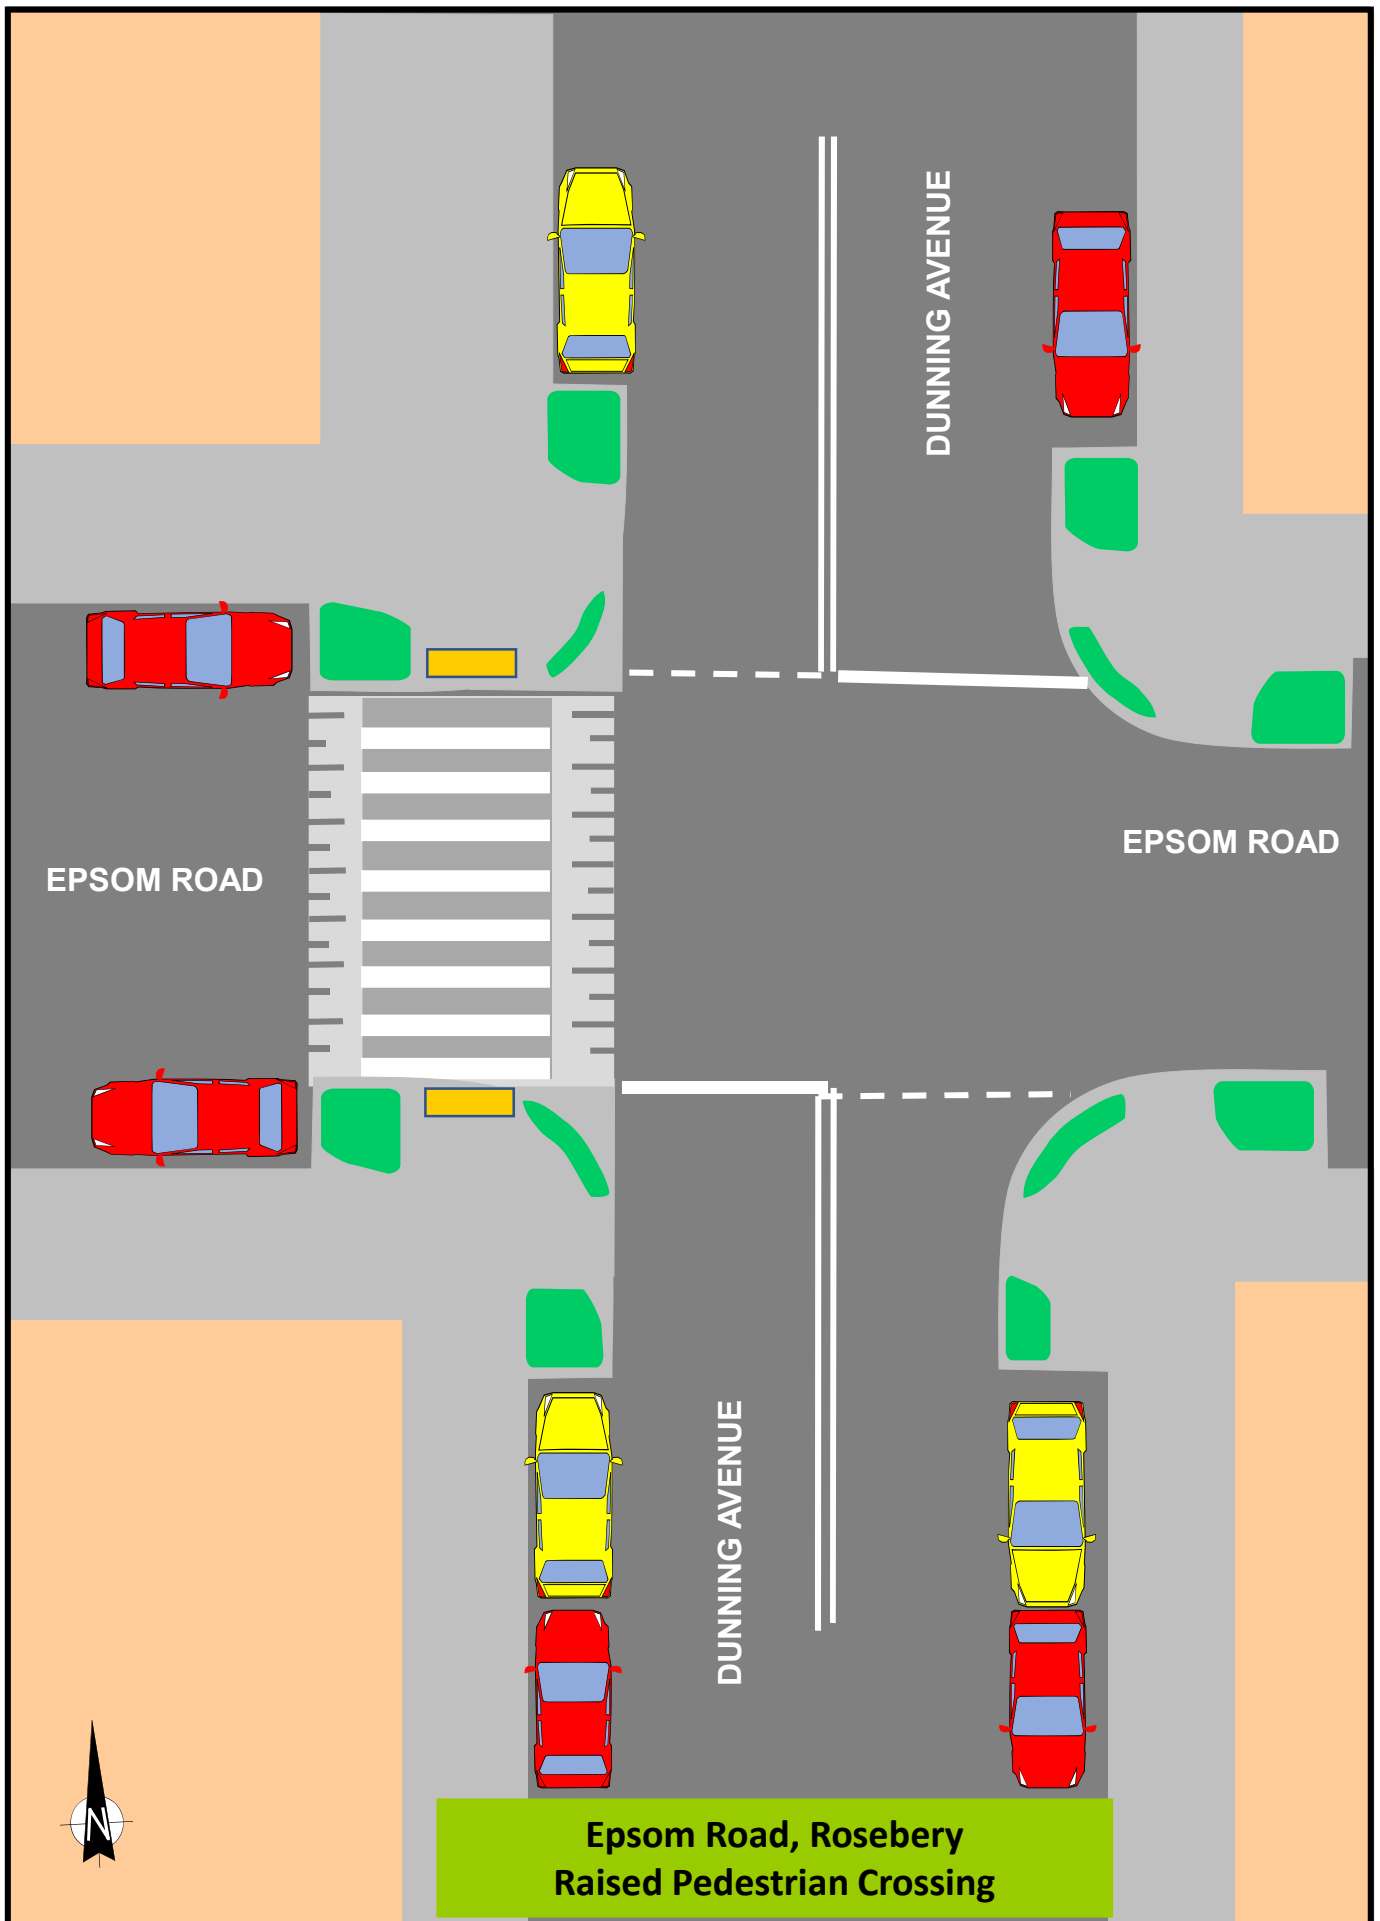 DUNNING AVENUE
EPSOM ROAD
EPSOM ROAD
DUNNING AVENUE
N
Epsom Road, Rosebery
Raised Pedestrian Crossing